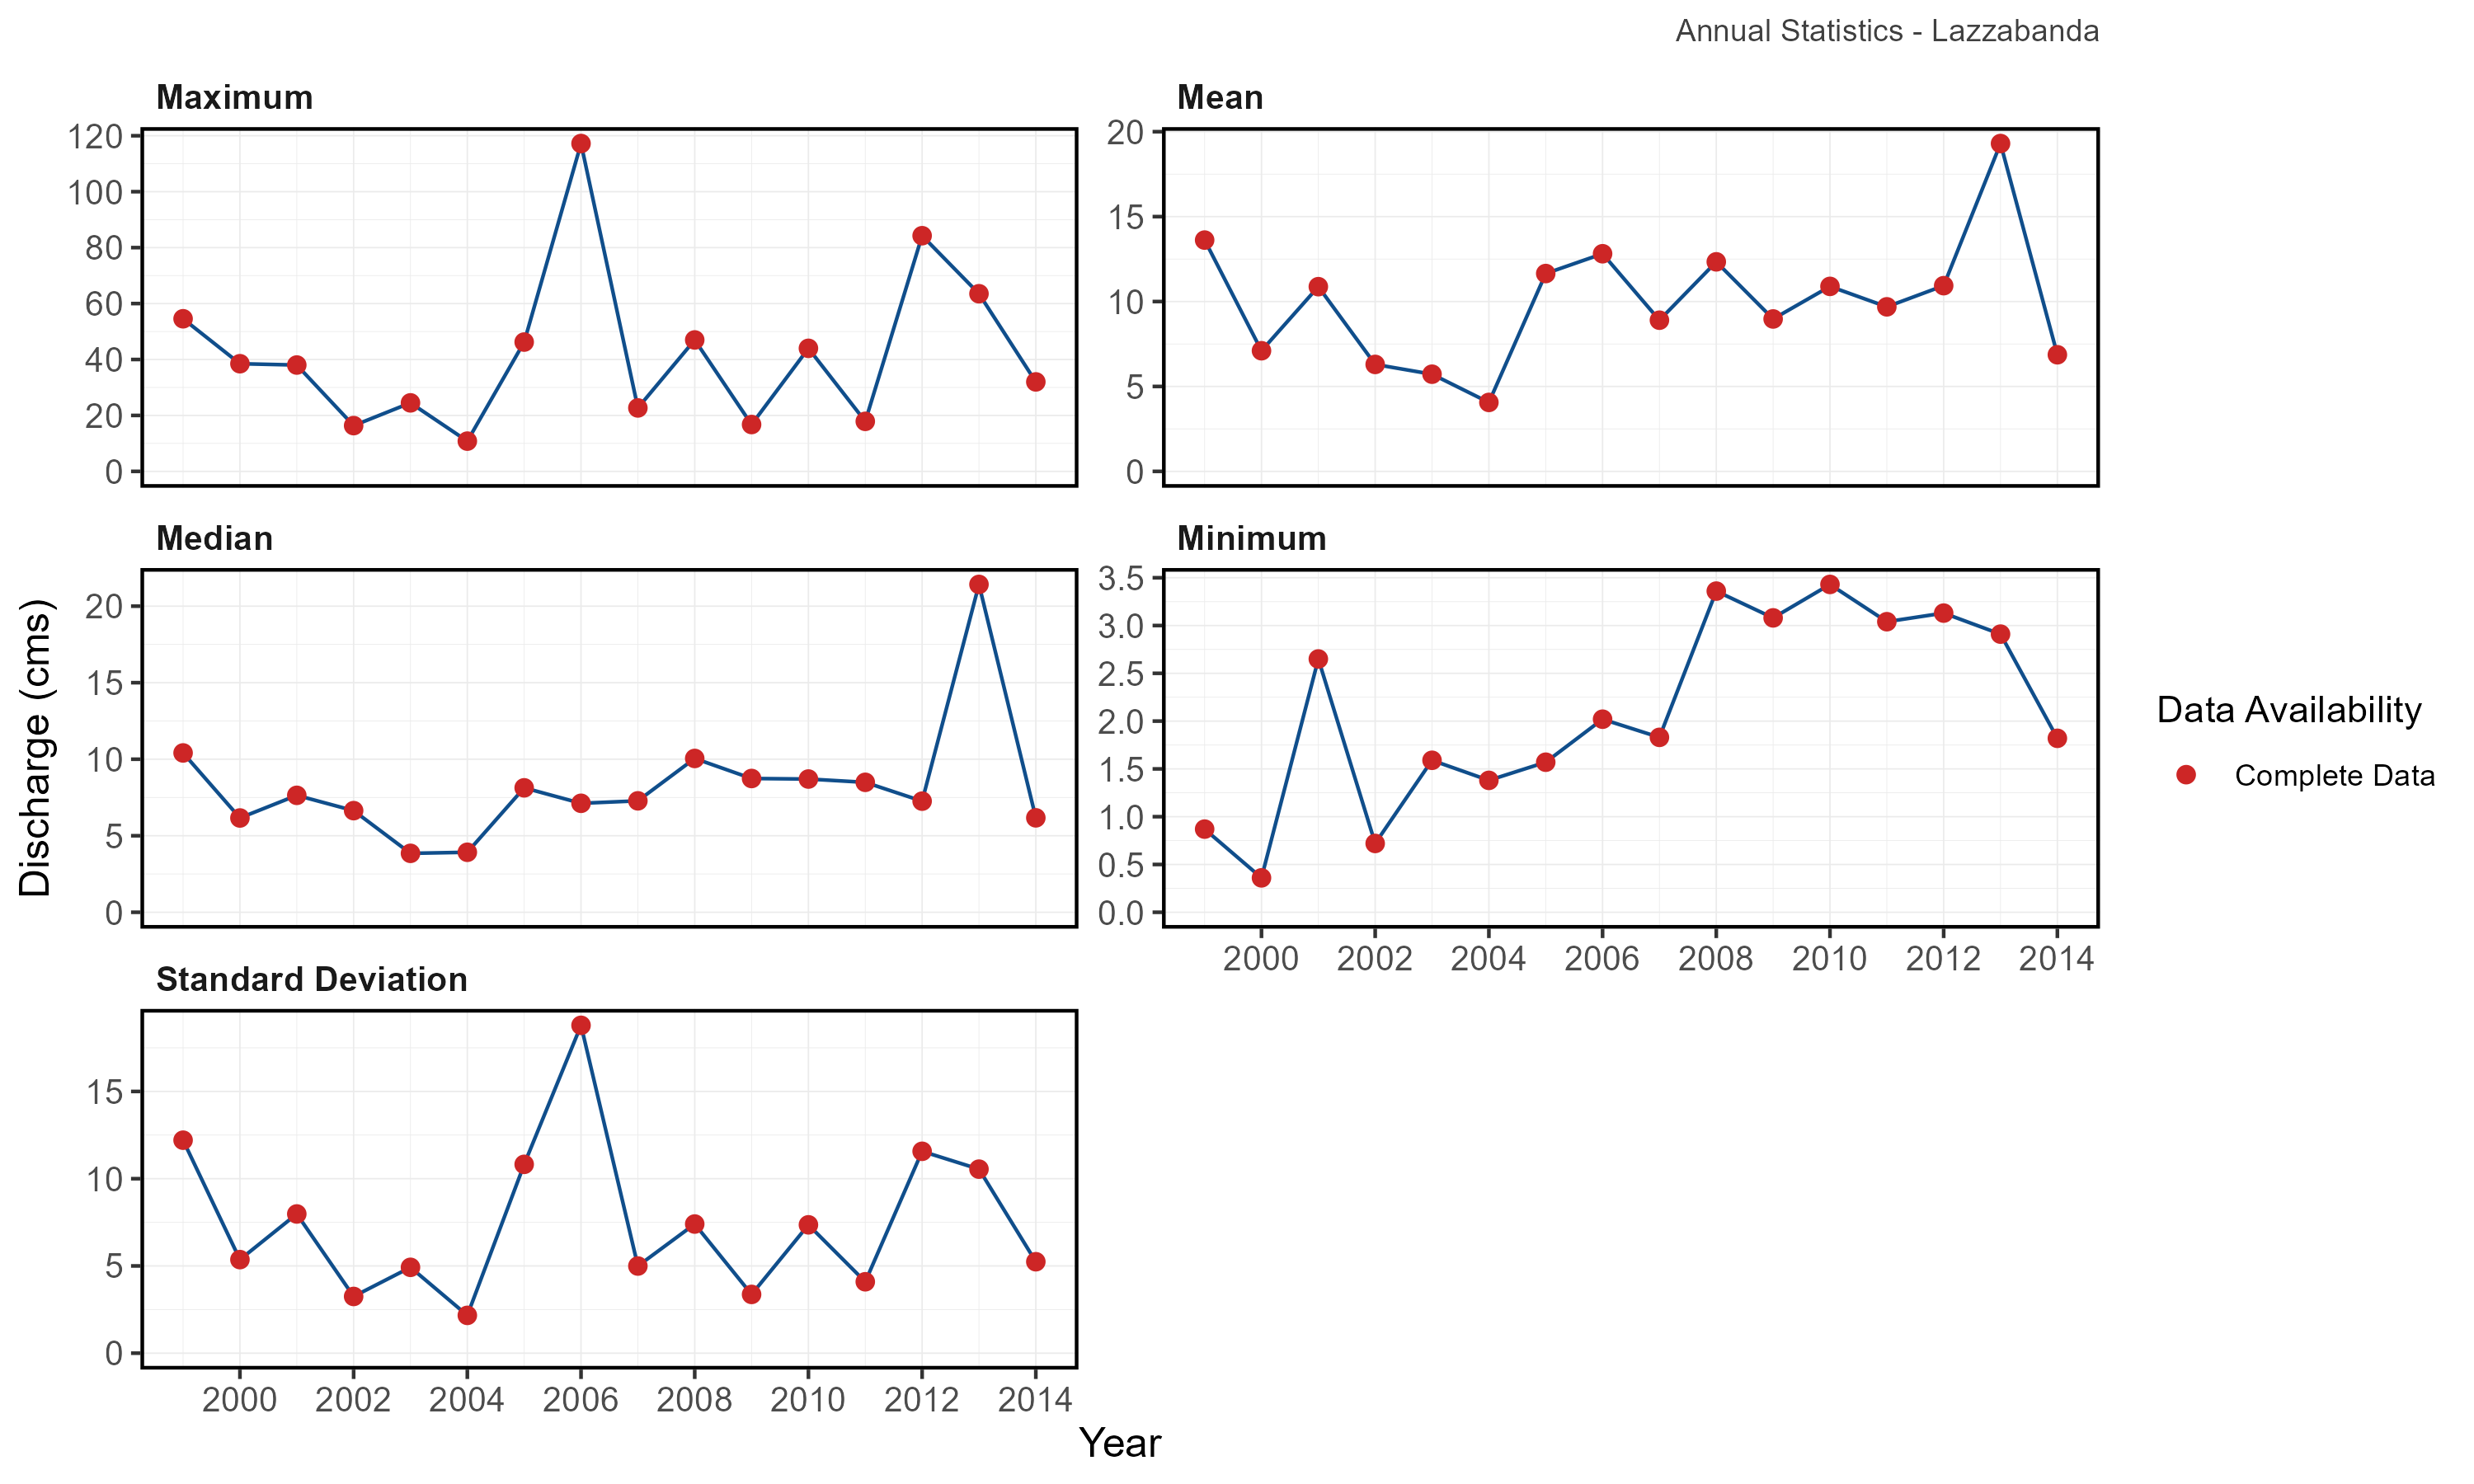 Annual Statistics - Lazzabanda
Maximum
120
100
80
60
40
20
0
Mean
20
15
10
5
0
Median
20
15
10
5
0
Minimum
3.5
3.0
2.5
2.0
1.5
1.0
0.5
0.0
2000 2002 2004 2006 2008 2010 2012 2014
Standard Deviation
15
10
5
0
2000 2002 2004 2006 2008 2010 2012 2014
Year
Discharge (cms)
Data Availability
Complete Data